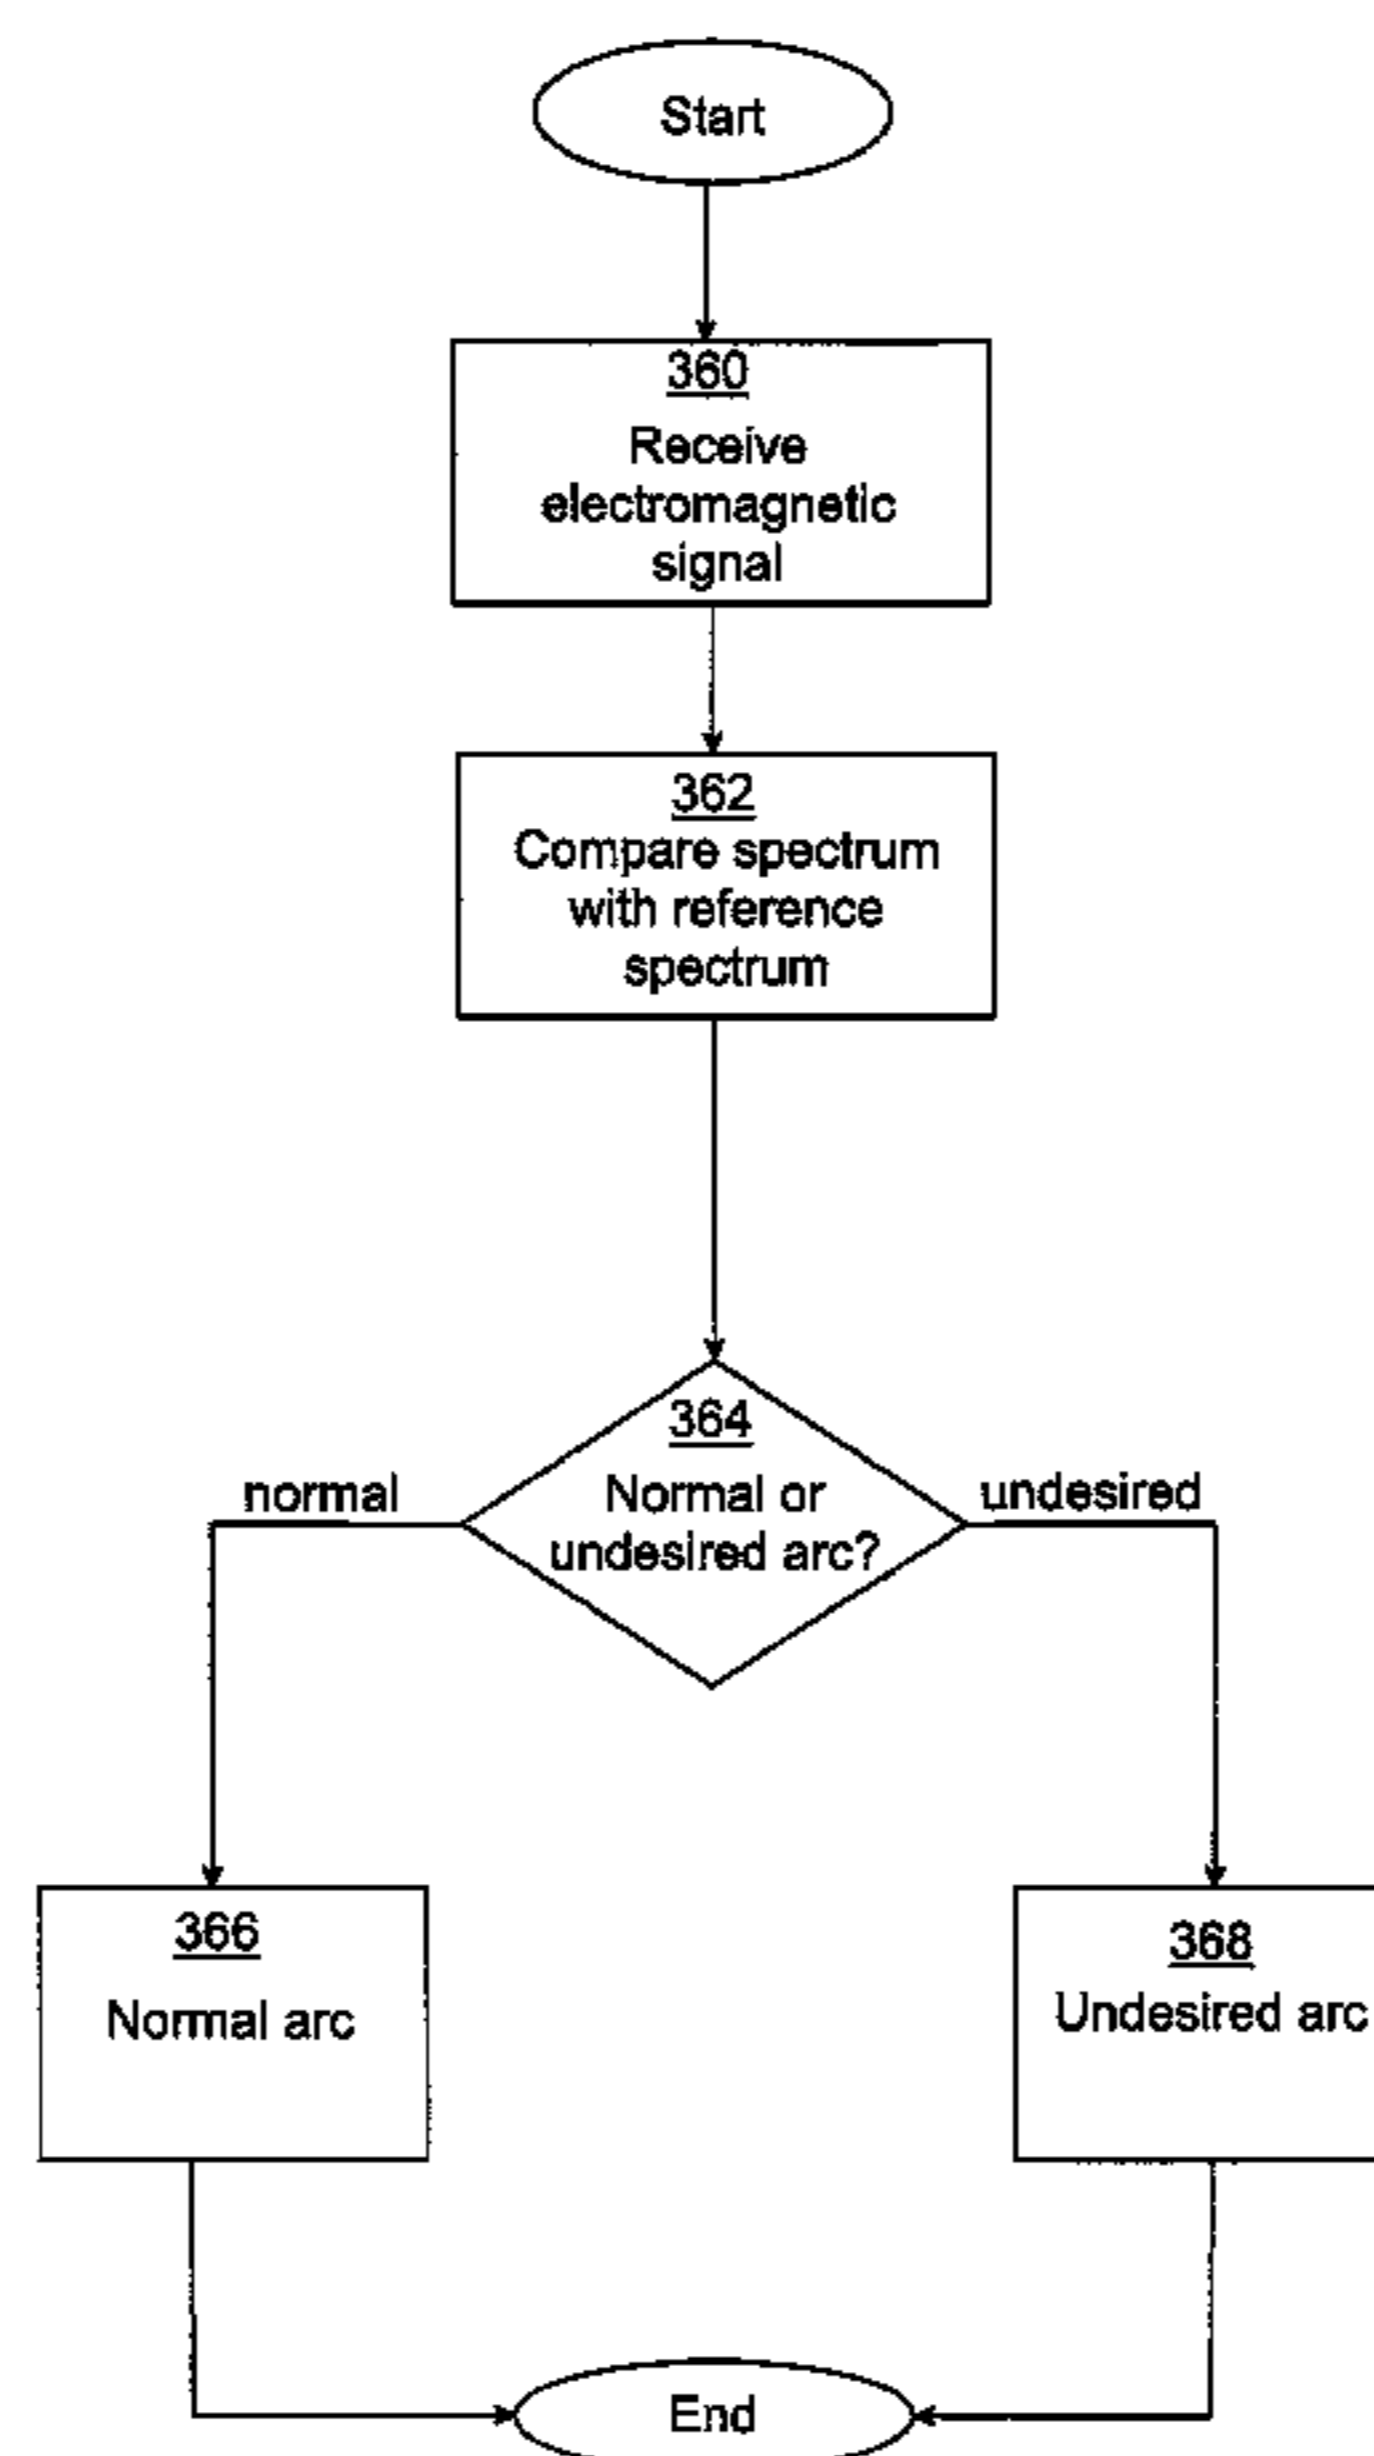 Start
360
Receive
electromagnetic
signal
362
Compare spectrum
with reference
spectrum
364
Normal or
undesired arc?
normal
undesired
366
Normal arc
368
Undesired arc
End